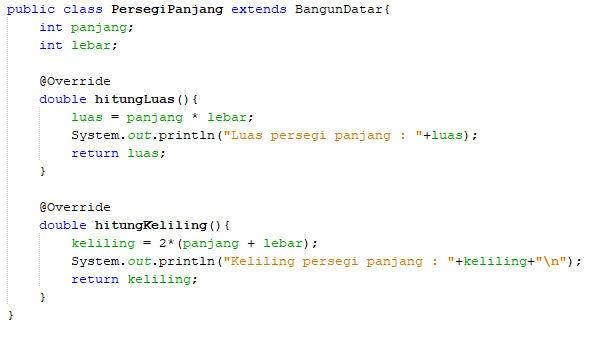 public class PersegiPanjang extends BangunDatar{
    int panjang;
    int lebar;

    @Override
    double hitungLuas(){
        luas = panjang * lebar;
        System.out.println("Luas persegi panjang : "+luas);
        return luas;
    }

    @Override
    double hitungKeliling(){
        keliling = 2*(panjang + lebar);
        System.out.println("Keliling persegi panjang : "+keliling+"\n");
        return keliling;
    }
}